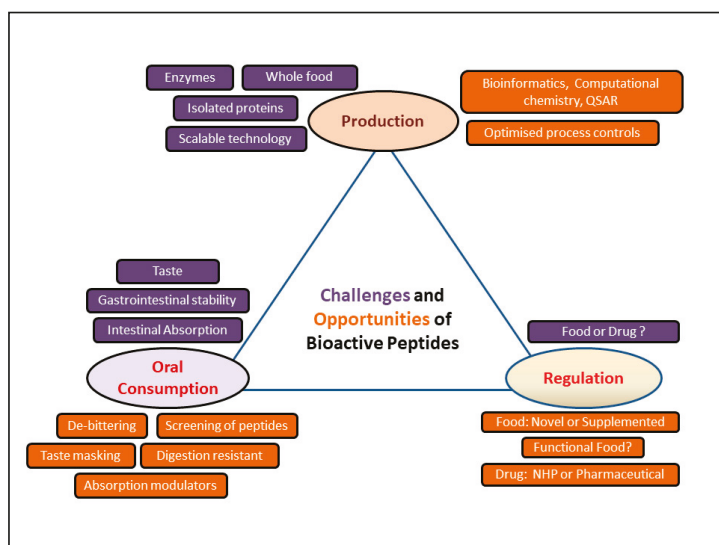 Enzymes
Whole food
Isolated proteins
Scalable technology
Production
Bioinformatics, Computational
chemistry, QSAR
Optimised process controls
Taste
Gastrointestinal stability
Intestinal Absorption
Challenges and
Opportunities of
Bioactive Peptides
Food or Drug ?
Oral
Consumption
Regulation
De-bittering
Screening of peptides
Taste masking
Digestion resistant
Absorption modulators
Food: Novel or Supplemented
Functional Food?
Drug: NHP or Pharmaceutical